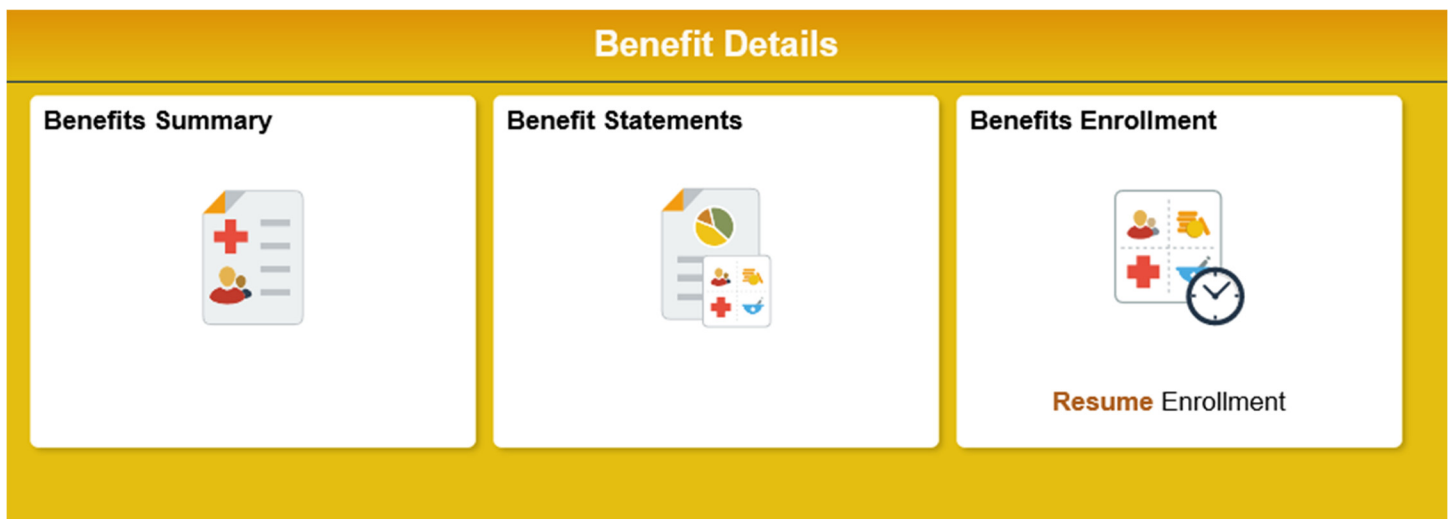 Benefit Details
Benefits Summary
Benefit Statements
Benefits Enrollment
Resume Enrollment